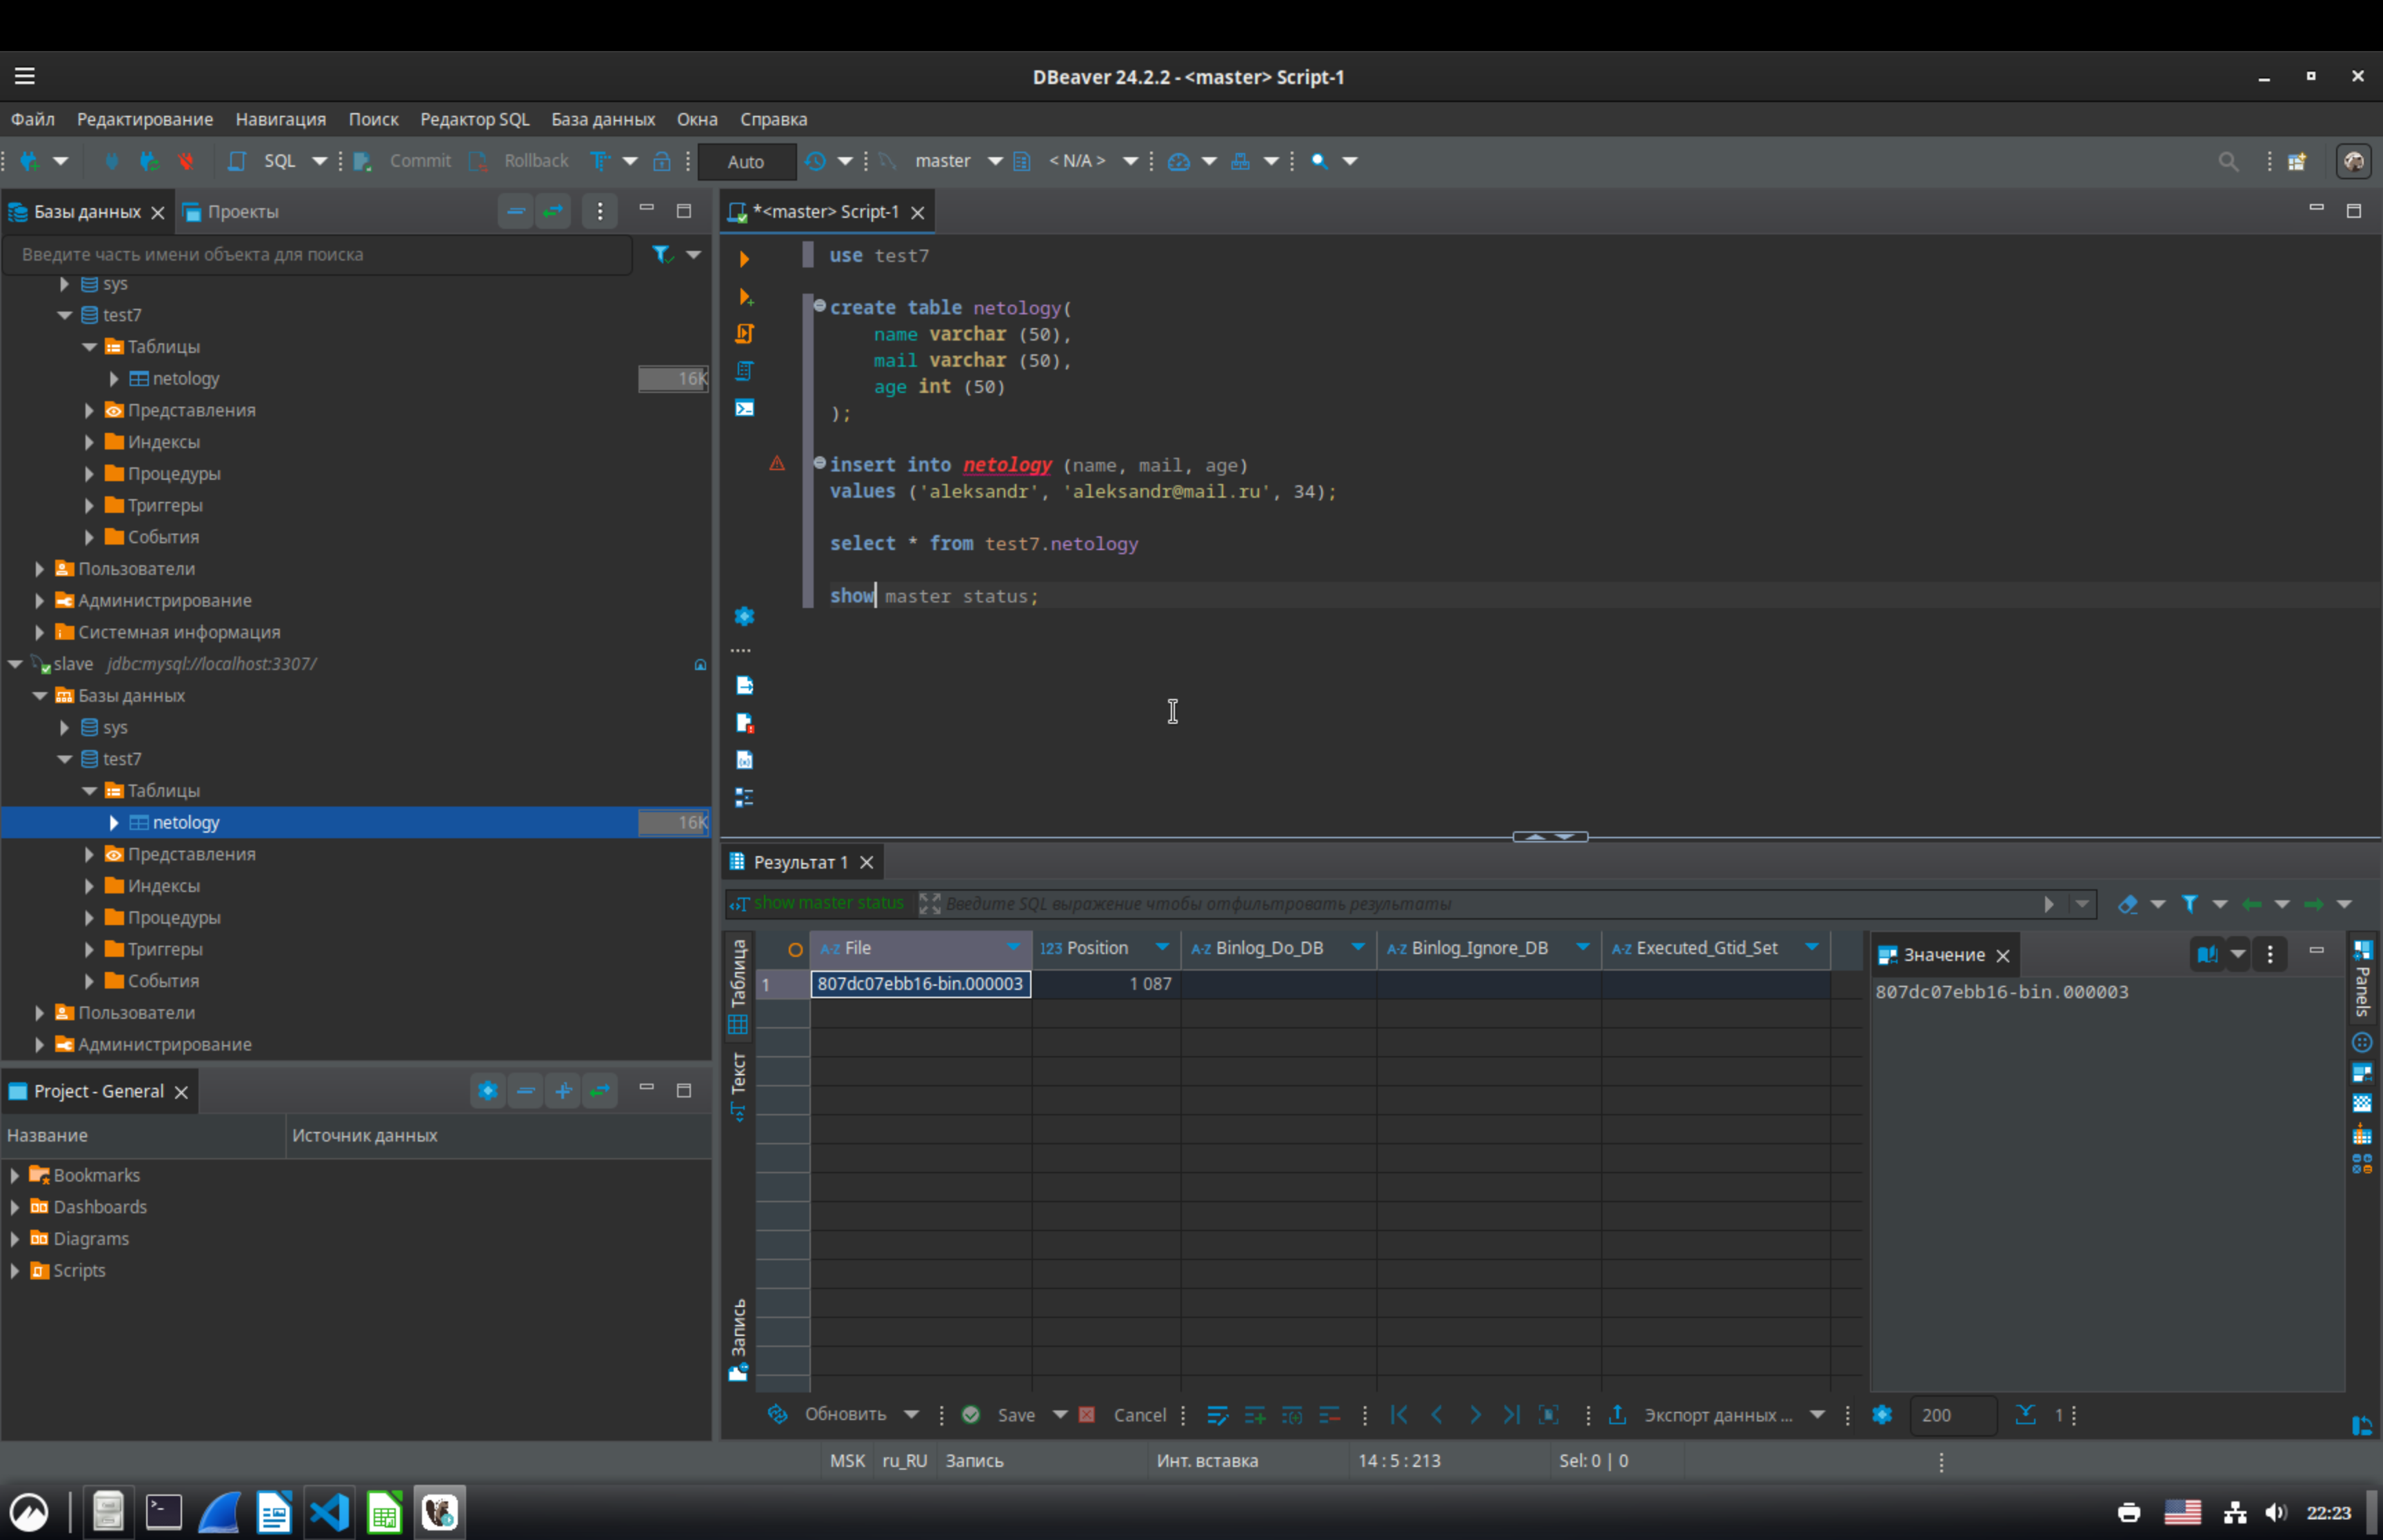 DBeaver 24.2.2 - <master> Script-1
Файл Редактирование Навигация Поиск Редактор SQL База данных Окна Справка
SQL Commit Rollback Auto master < N/A >
Базы данных Проекты
Введите часть имени объекта для поиска
sys
test7
Таблицы
netology 16K
Представления
Индексы
Процедуры
Триггеры
События
Пользователи
Администрирование
Системная информация
slave jdbc:mysql://localhost:3307/
Базы данных
sys
test7
Таблицы
netology 16K
Представления
Индексы
Процедуры
Триггеры
События
Пользователи
Администрирование
Project - General
Название Источник данных
Bookmarks
Dashboards
Diagrams
Scripts
*<master> Script-1
use test7
create table netology(
name varchar (50),
mail varchar (50),
age int (50)
);
insert into netology (name, mail, age)
values ('aleksandr', 'aleksandr@mail.ru', 34);
select * from test7.netology
show master status;
Результат 1
show master status Введите SQL выражение чтобы отфильтровать результаты
Таблица
Текст
Запись
A-Z File 123 Position A-Z Binlog_Do_DB A-Z Binlog_Ignore_DB A-Z Executed_Gtid_Set
1 807dc07ebb16-bin.000003 1 087
Значение
807dc07ebb16-bin.000003
Panels
Обновить Save Cancel Экспорт данных ... 200 1
MSK ru_RU Запись Инт. вставка 14 : 5 : 213 Sel: 0 | 0
22:23